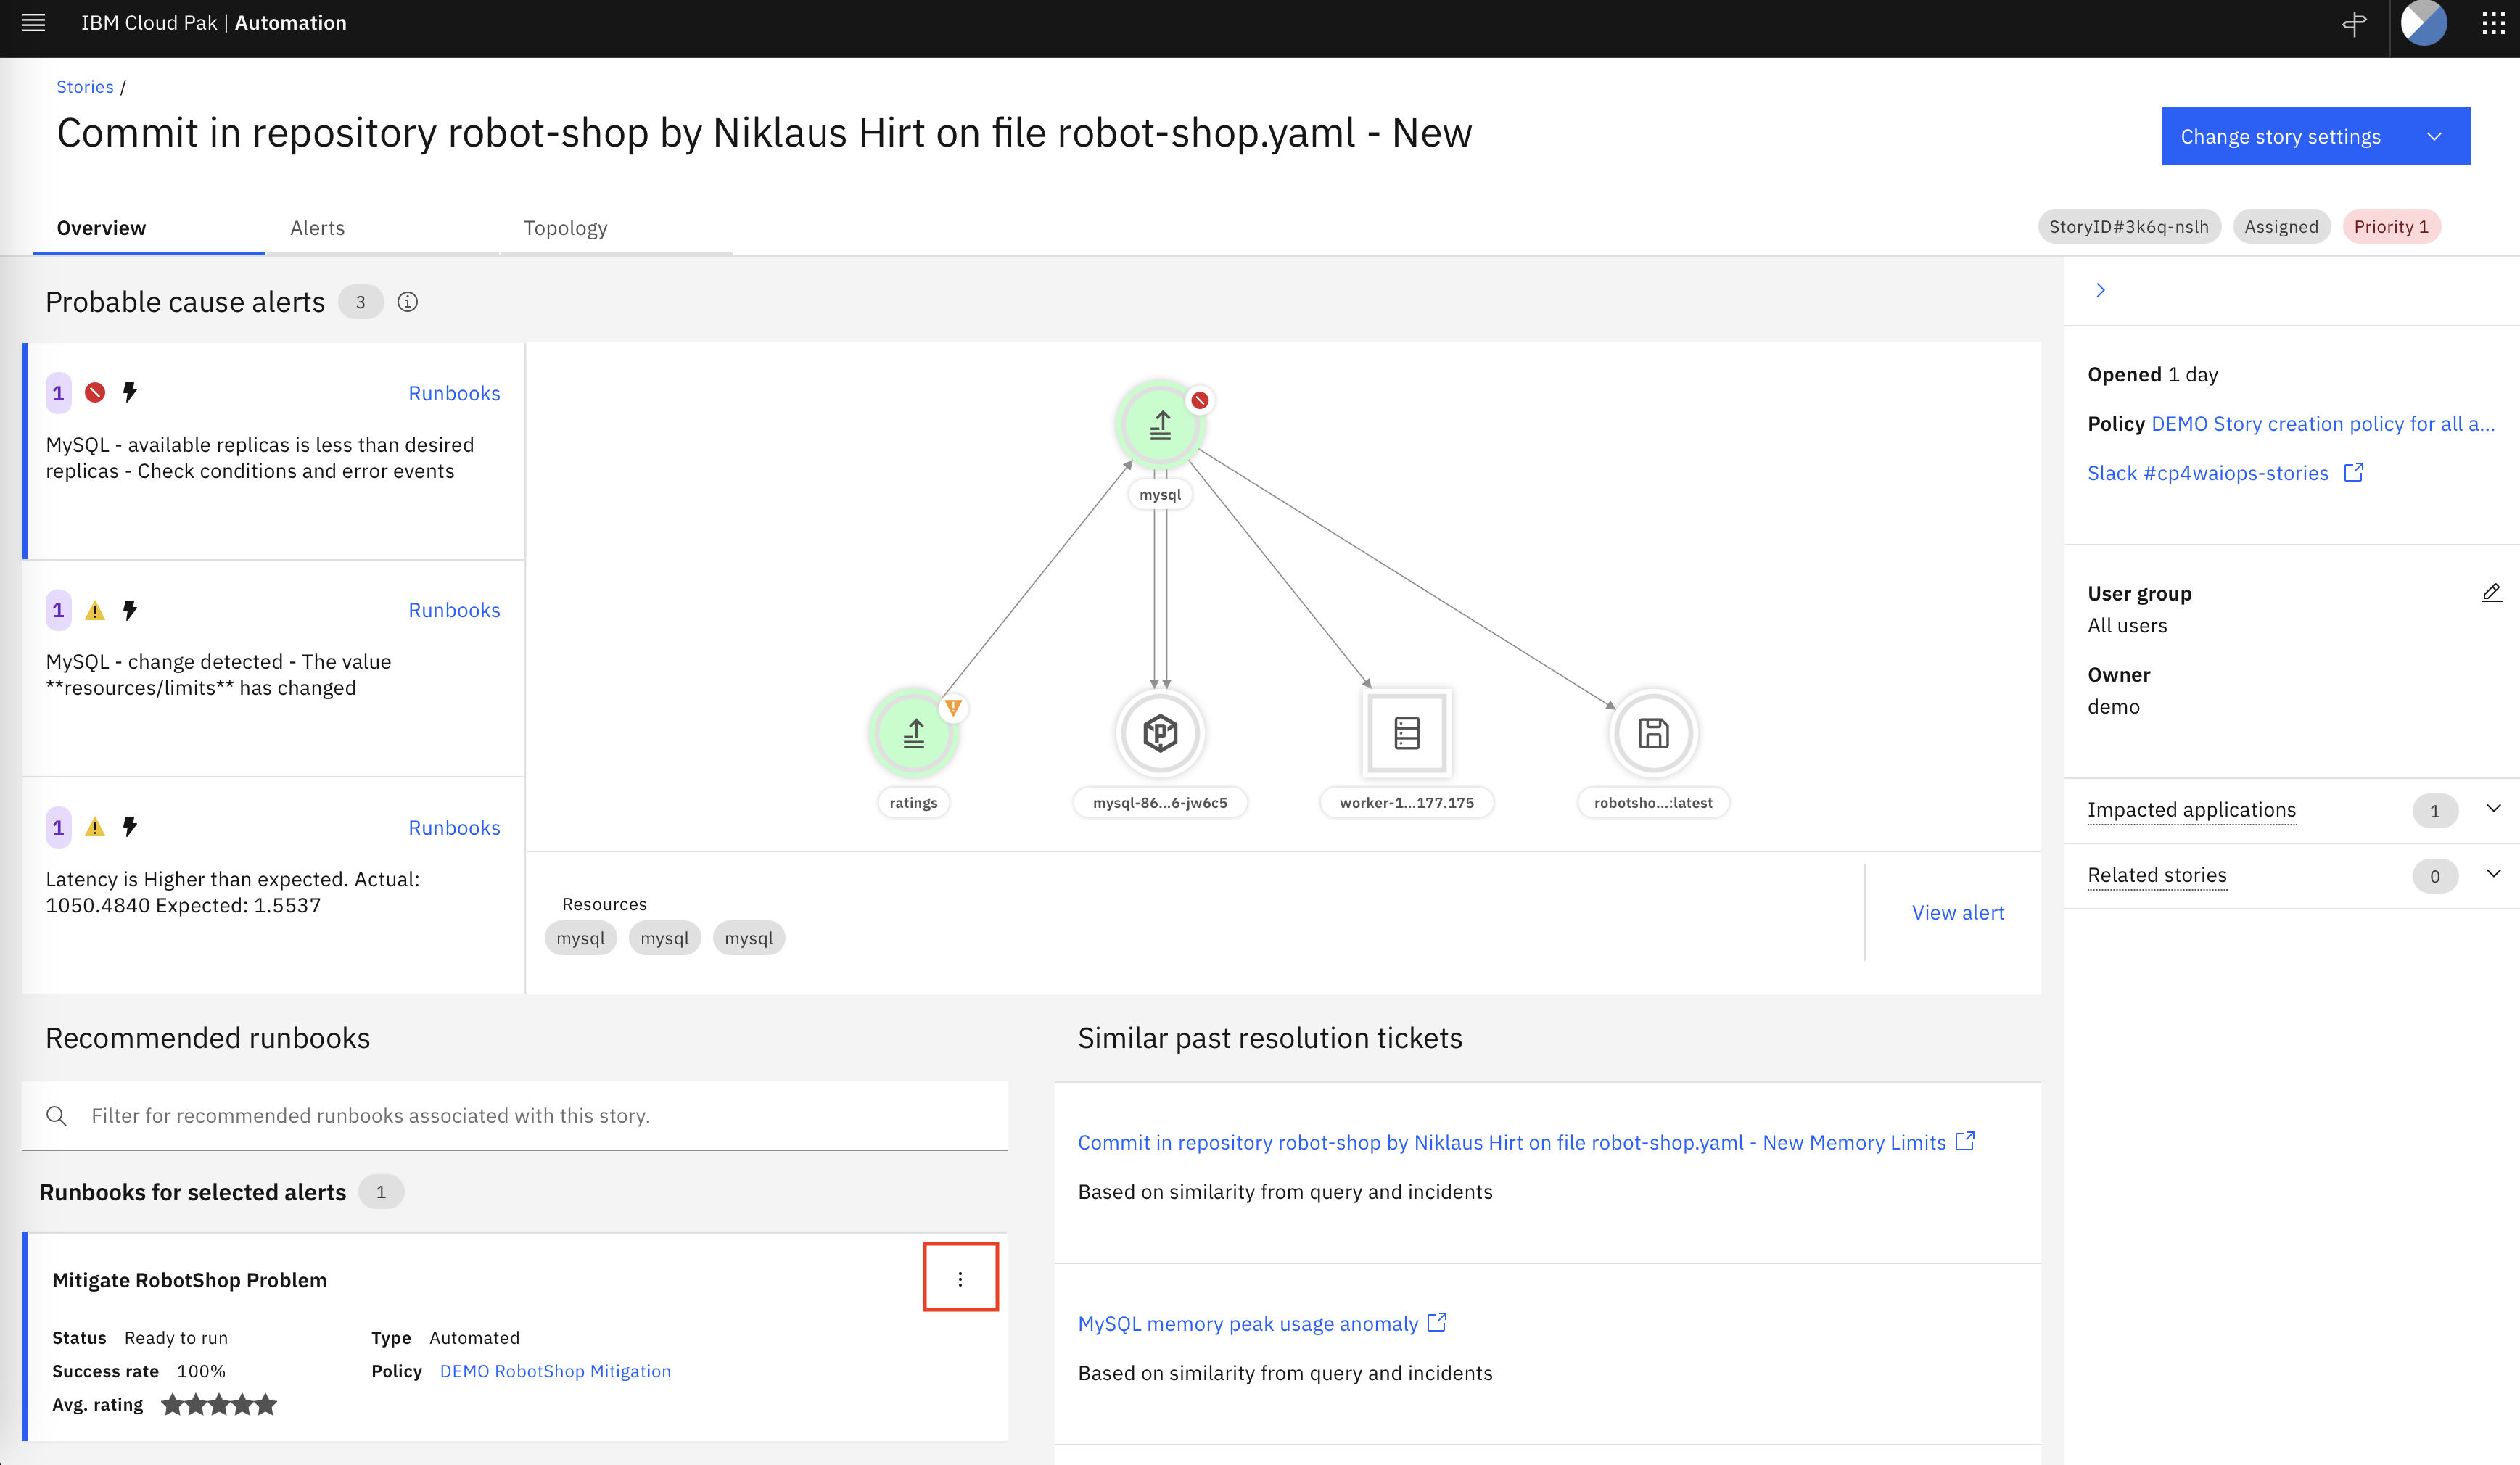 IBM Cloud Pak | Automation
Stories /
Commit in repository robot-shop by Niklaus Hirt on file robot-shop.yaml - New
Change story settings
Overview
Alerts
Topology
StoryID#3k6q-nslh
Assigned
Priority 1
Probable cause alerts
3
1
Runbooks
MySQL - available replicas is less than desired
replicas - Check conditions and error events
1
Runbooks
MySQL - change detected - The value
**resources/limits** has changed
1
Runbooks
Latency is Higher than expected. Actual:
1050.4840 Expected: 1.5537
mysql
ratings
mysql-86...6-jw6c5
worker-1...177.175
robotsho...:latest
Resources
mysql
mysql
mysql
View alert
Opened 1 day
Policy DEMO Story creation policy for all a...
Slack #cp4waiops-stories
User group
All users
Owner
demo
Impacted applications
1
Related stories
0
Recommended runbooks
Filter for recommended runbooks associated with this story.
Runbooks for selected alerts
1
Mitigate RobotShop Problem
Status Ready to run
Type Automated
Success rate 100%
Policy DEMO RobotShop Mitigation
Avg. rating
Similar past resolution tickets
Commit in repository robot-shop by Niklaus Hirt on file robot-shop.yaml - New Memory Limits
Based on similarity from query and incidents
MySQL memory peak usage anomaly
Based on similarity from query and incidents